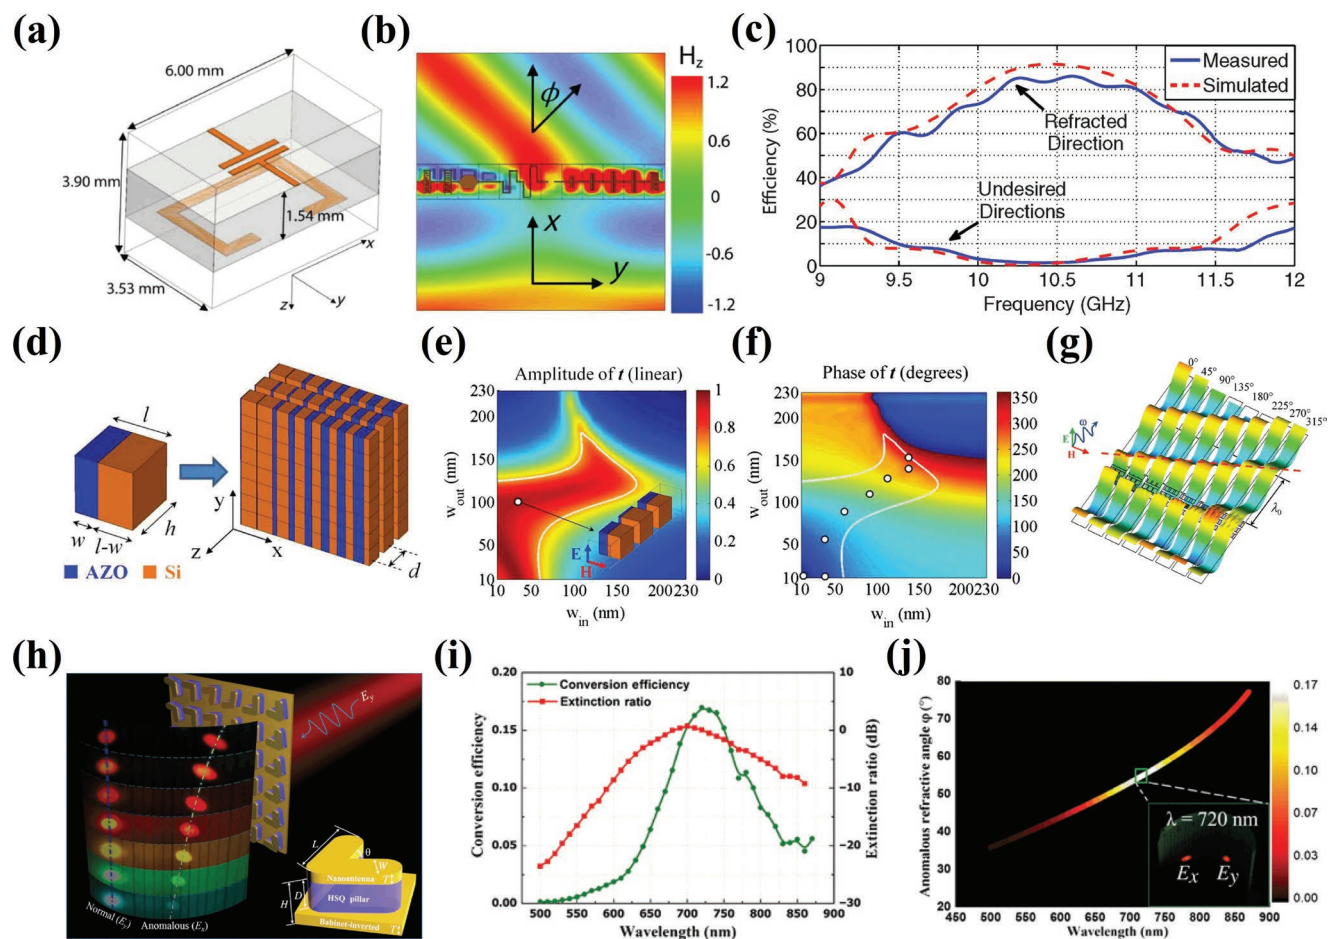 (a)
6.00 mm
3.90 mm
1.54 mm
3.53 mm
x
y
z
(b)
H_z
ϕ
x
y
1.2
0.6
0
-0.6
-1.2
(c)
Efficiency (%)
100
80
60
40
20
0
Measured
Simulated
Refracted
Direction
Undesired
Directions
9 9.5 10 10.5 11 11.5 12
Frequency (GHz)
(d)
l
w l-w
h
AZO Si
y
z x
d
(e)
Amplitude of t (linear)
w_out (nm)
230
200
150
100
50
10
E
H
10 50 100 150 200 230
w_in (nm)
1
0.8
0.6
0.4
0.2
0
(f)
Phase of t (degrees)
w_out (nm)
230
200
150
100
50
10
10 50 100 150 200 230
w_in (nm)
350
300
250
200
150
100
50
0
(g)
0° 45° 90° 135° 180° 225° 270° 315°
E
ω
H
λ₀
(h)
E_y
Normal (E_y) Anomalous (E_x)
L
θ
W
Nanoantenna
T
H D
HSQ pillar
Babinet-inverted
T
(i)
Conversion efficiency
0.20
0.15
0.10
0.05
0.00
Conversion efficiency
Extinction ratio
10
0
−10
−20
−30
Extinction ratio (dB)
500 550 600 650 700 750 800 850
Wavelength (nm)
(j)
Anomalous refractive angle φ (°)
80
70
60
50
40
30
20
λ = 720 nm
E_x E_y
0.17
0.14
0.10
0.07
0.03
0.00
450 500 550 600 650 700 750 800 850 900
Wavelength (nm)